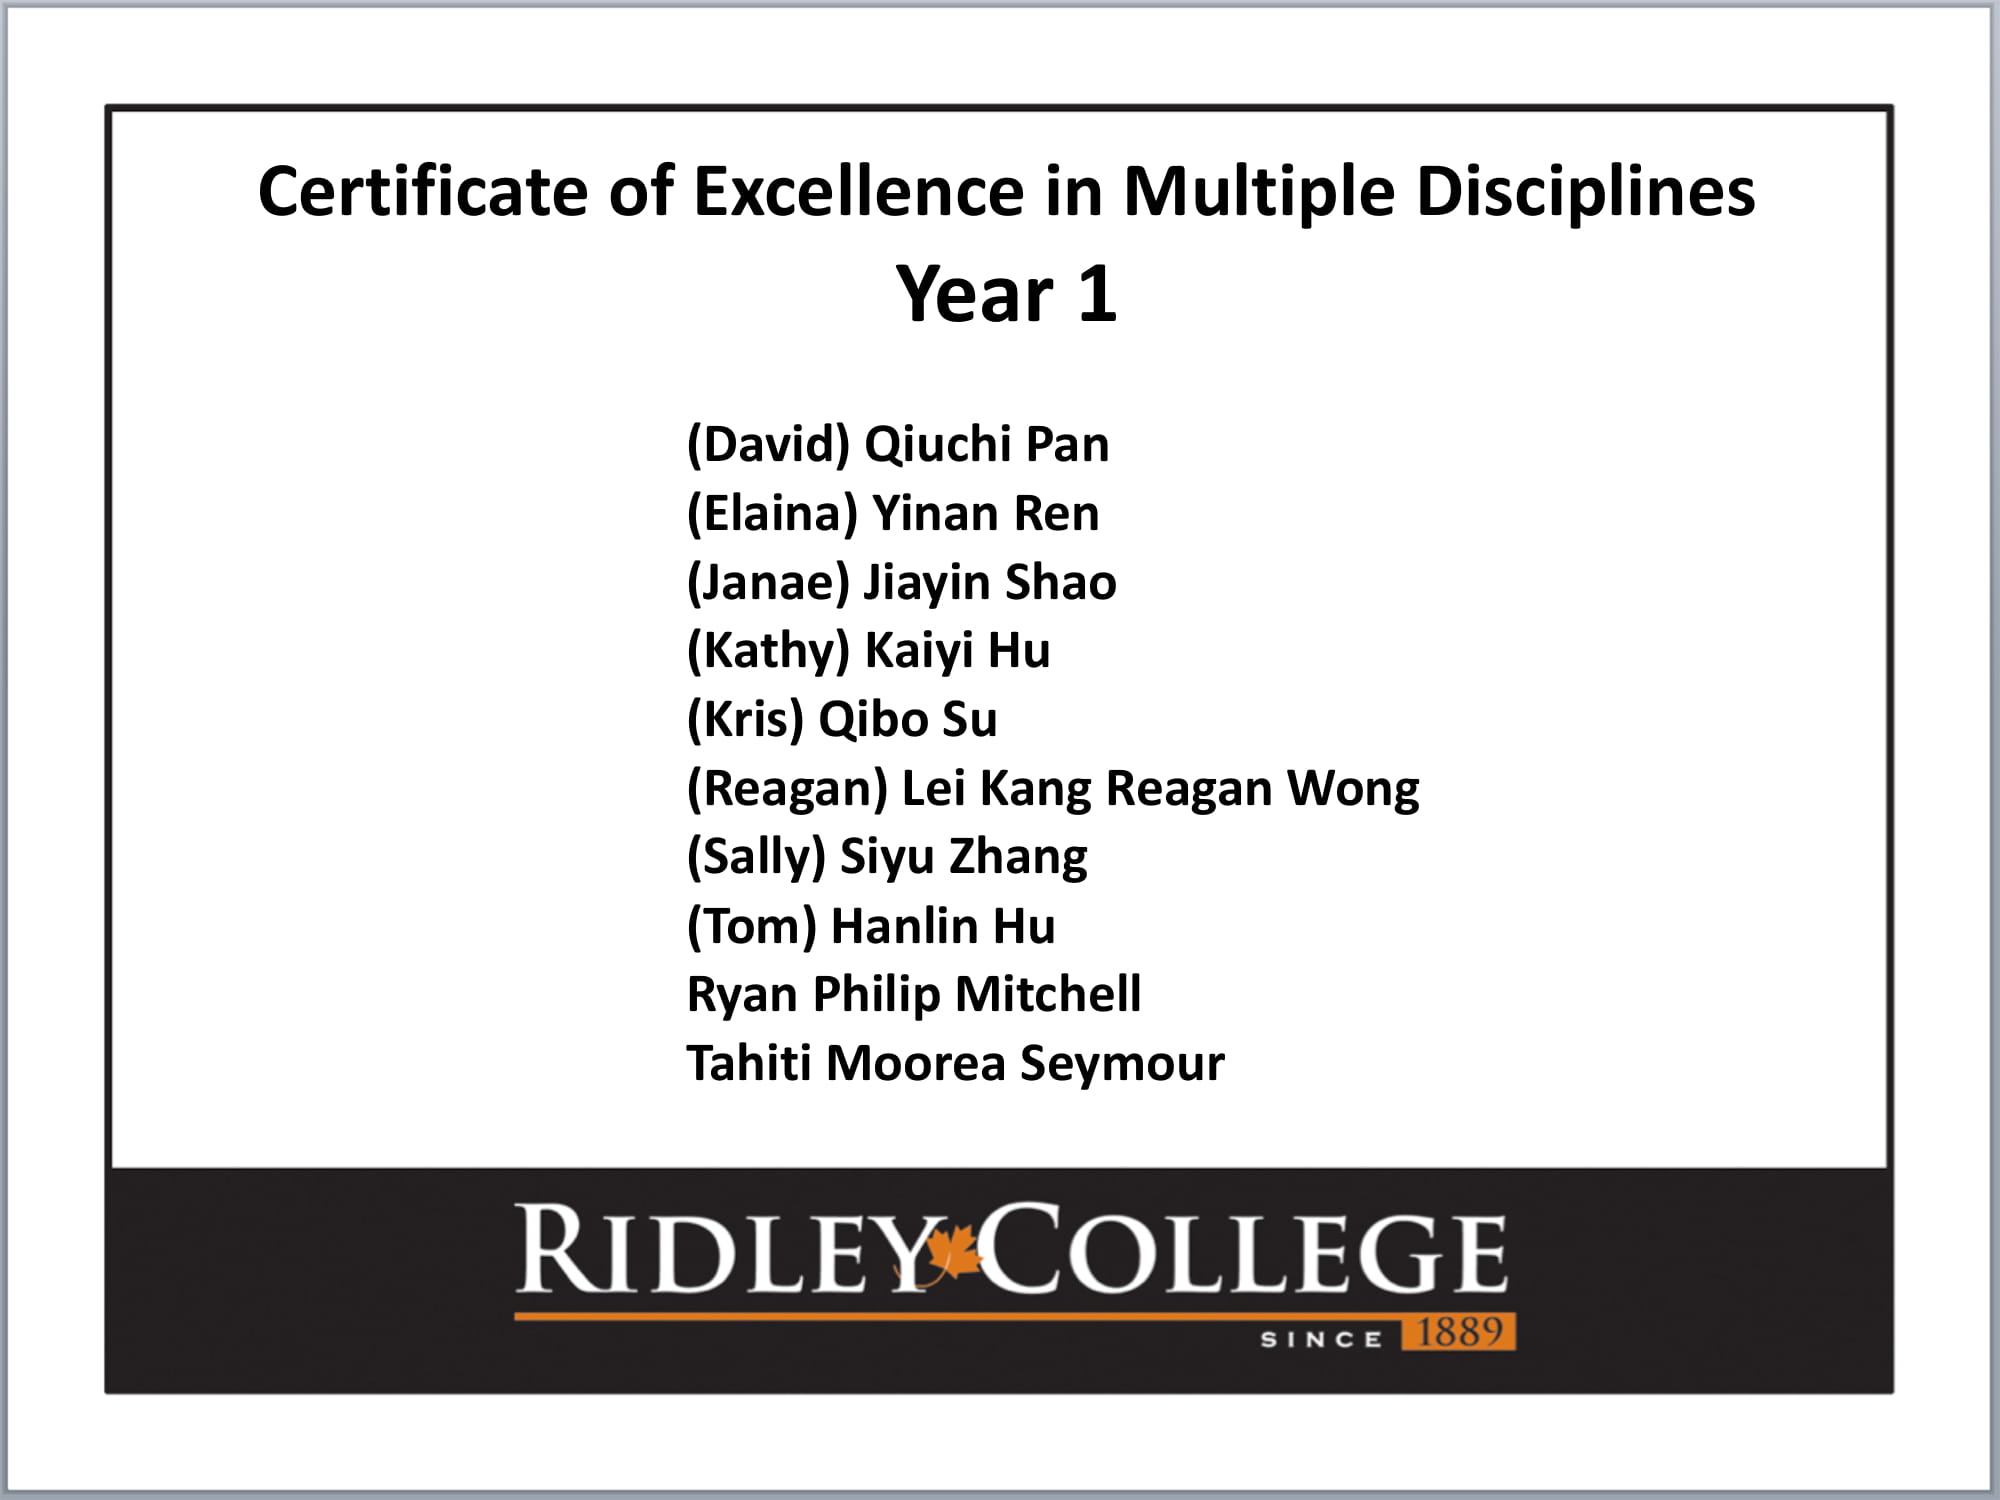 Certificate of Excellence in Multiple Disciplines
Year 1
(David) Qiuchi Pan
(Elaina) Yinan Ren
(Janae) Jiayin Shao
(Kathy) Kaiyi Hu
(Kris) Qibo Su
(Reagan) Lei Kang Reagan Wong
(Sally) Siyu Zhang
(Tom) Hanlin Hu
Ryan Philip Mitchell
Tahiti Moorea Seymour
RIDLEY COLLEGE
SINCE 1889